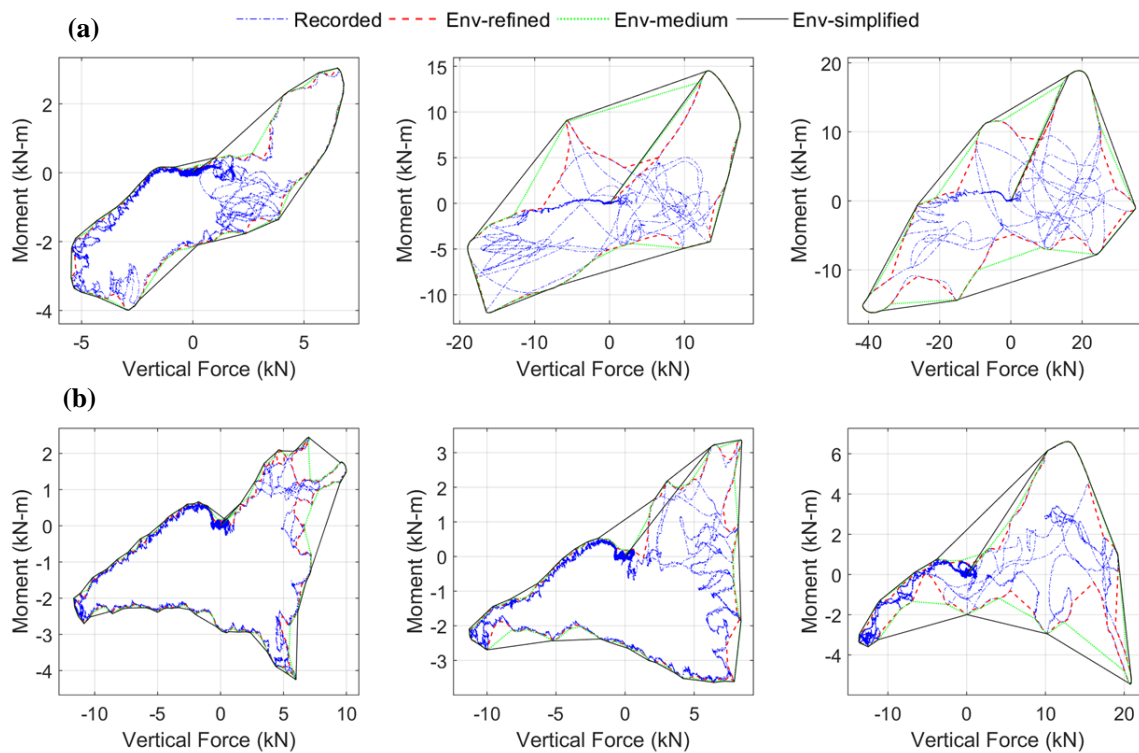 (a)
Recorded Env-refined Env-medium Env-simplified
2
0
-2
-4
Moment (kN-m)
-5 0 5
Vertical Force (kN)
15
10
5
0
-5
-10
Moment (kN-m)
-20 -10 0 10
Vertical Force (kN)
20
10
0
-10
Moment (kN-m)
-40 -20 0 20
Vertical Force (kN)
(b)
2
1
0
-1
-2
-3
-4
Moment (kN-m)
-10 -5 0 5 10
Vertical Force (kN)
3
2
1
0
-1
-2
-3
Moment (kN-m)
-10 -5 0 5
Vertical Force (kN)
6
4
2
0
-2
-4
Moment (kN-m)
-10 0 10 20
Vertical Force (kN)